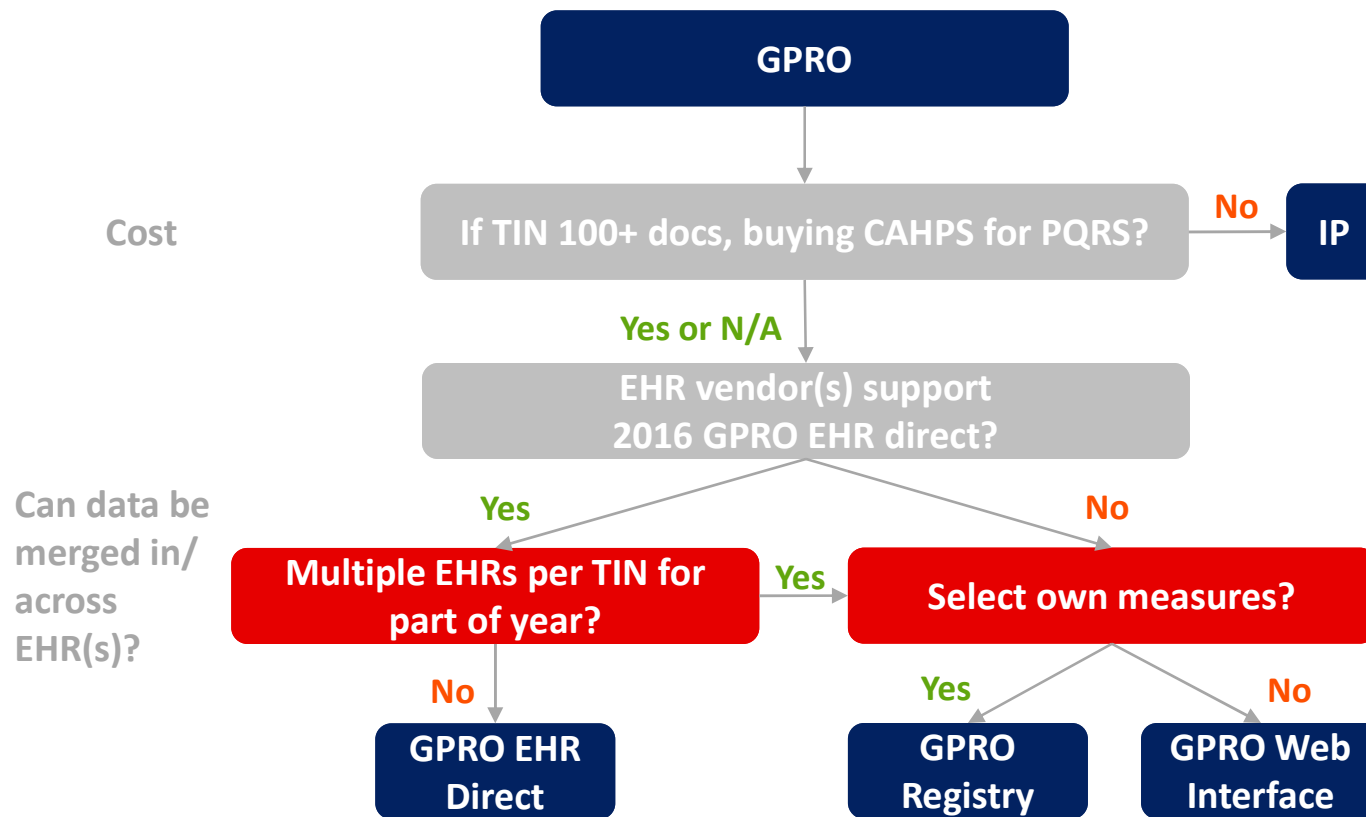 GPRO
Cost
If TIN 100+ docs, buying CAHPS for PQRS?
No
IP
Yes or N/A
EHR vendor(s) support
2016 GPRO EHR direct?
Can data be
merged in/
across
EHR(s)?
Yes
No
Multiple EHRs per TIN for
part of year?
Yes
Select own measures?
No
Yes
No
GPRO EHR
Direct
GPRO
Registry
GPRO Web
Interface